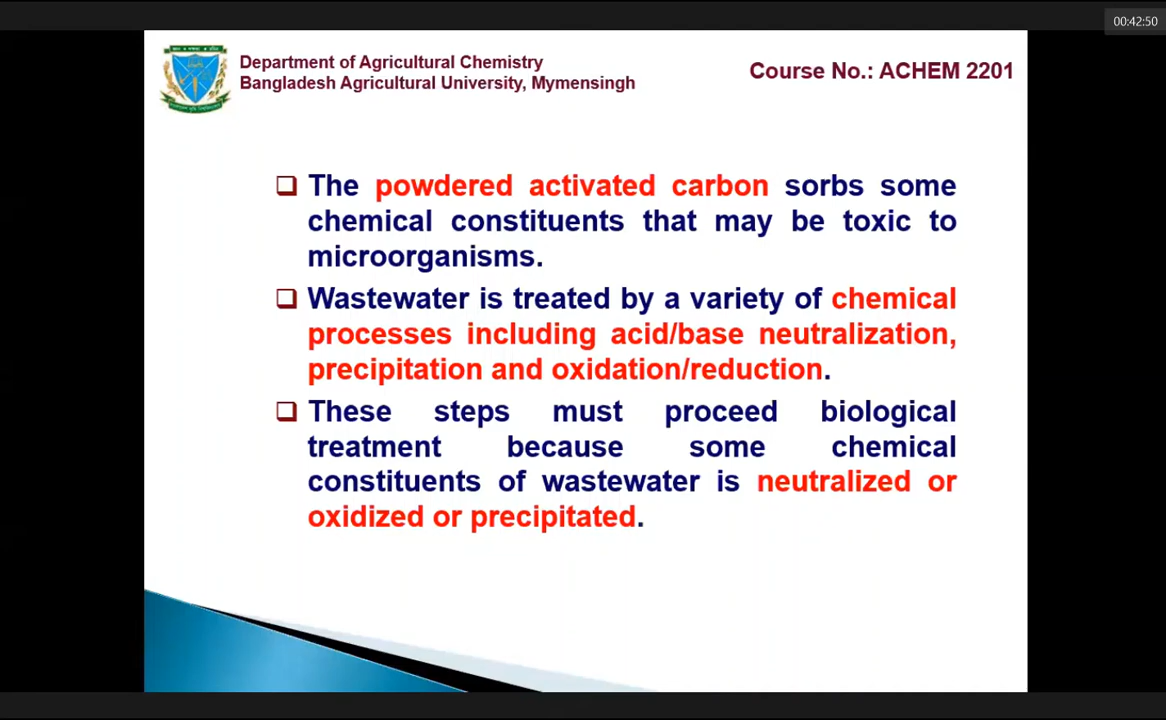 00:42:50
Department of Agricultural Chemistry
Bangladesh Agricultural University, Mymensingh
Course No.: ACHEM 2201
The powdered activated carbon sorbs some
chemical constituents that may be toxic to
microorganisms.
Wastewater is treated by a variety of chemical
processes including acid/base neutralization,
precipitation and oxidation/reduction.
These steps must proceed biological
treatment because some chemical
constituents of wastewater is neutralized or
oxidized or precipitated.